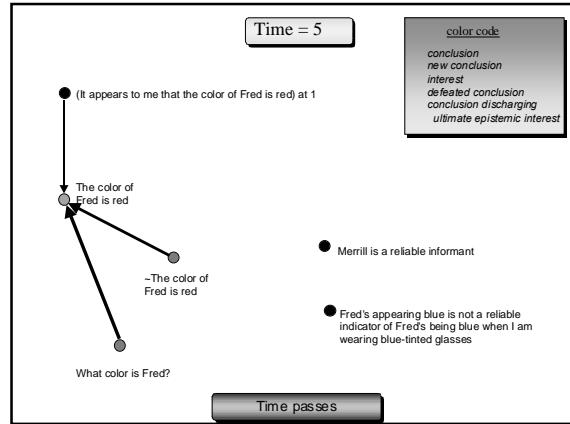 Time = 5
color code
conclusion
new conclusion
interest
defeated conclusion
conclusion discharging
ultimate epistemic interest
(It appears to me that the color of Fred is red) at 1
The color of
Fred is red
~The color of
Fred is red
Merrill is a reliable informant
Fred's appearing blue is not a reliable
indicator of Fred's being blue when I am
wearing blue-tinted glasses
What color is Fred?
Time passes